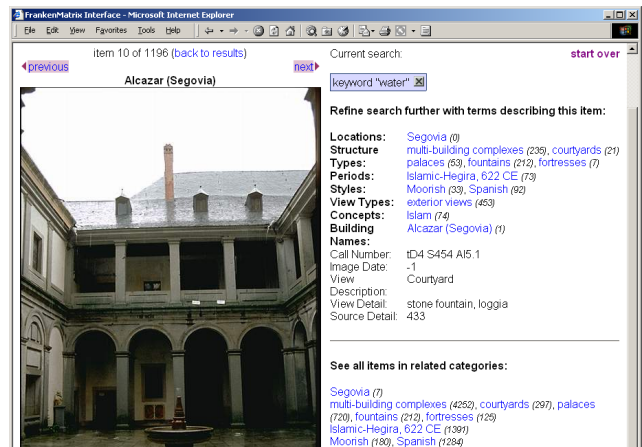 FrankenMatrix Interface - Microsoft Internet Explorer
File Edit View Favorites Tools Help
item 10 of 1196 (back to results)
previous next
Alcazar (Segovia)
Current search: start over
keyword "water"
Refine search further with terms describing this item:
Locations: Segovia (0)
Structure multi-building complexes (235), courtyards (21)
Types: palaces (53), fountains (212), fortresses (7)
Periods: Islamic-Hegira, 622 CE (73)
Styles: Moorish (33), Spanish (92)
View Types: exterior views (453)
Concepts: Islam (74)
Building Alcazar (Segovia) (1)
Names:
Call Number: tD4 S454 Al5.1
Image Date: -1
View Courtyard
Description:
View Detail: stone fountain, loggia
Source Detail: 433
See all items in related categories:
Segovia (7)
multi-building complexes (4252), courtyards (297), palaces
(720), fountains (212), fortresses (125)
Islamic-Hegira, 622 CE (1391)
Moorish (180), Spanish (1284)